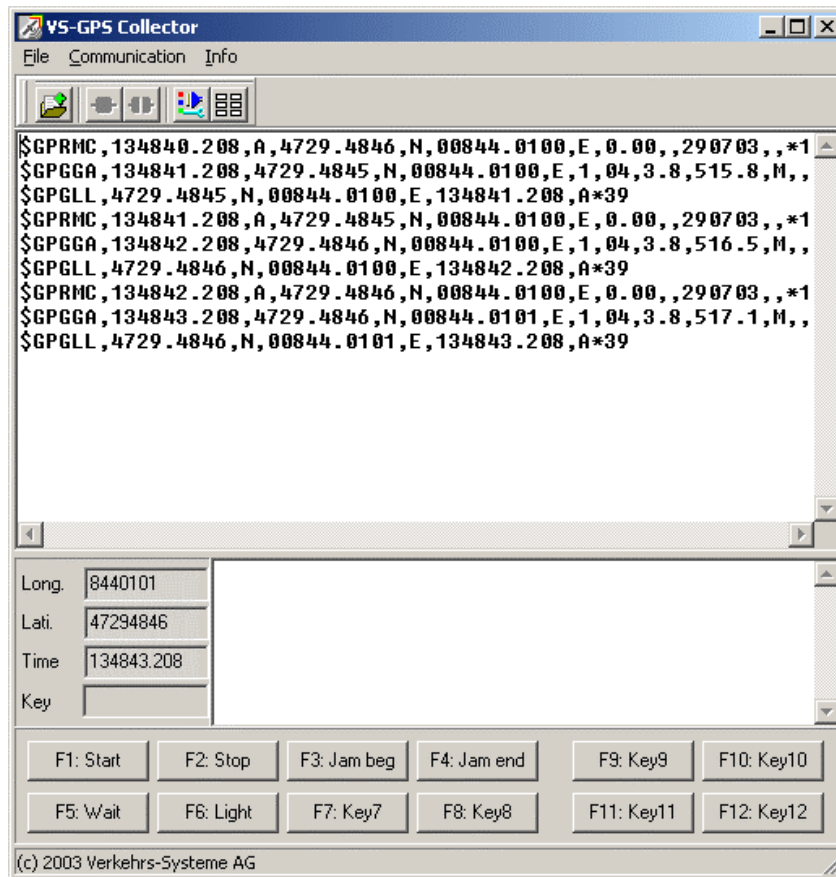 VS-GPS Collector
File Communication Info
$GPRMC,134840.208,A,4729.4846,N,00844.0100,E,0.00,,290703,,*1
$GPGGA,134841.208,4729.4845,N,00844.0100,E,1,04,3.8,515.8,M,,
$GPGLL,4729.4845,N,00844.0100,E,134841.208,A*39
$GPRMC,134841.208,A,4729.4845,N,00844.0100,E,0.00,,290703,,*1
$GPGGA,134842.208,4729.4846,N,00844.0100,E,1,04,3.8,516.5,M,,
$GPGLL,4729.4846,N,00844.0100,E,134842.208,A*39
$GPRMC,134842.208,A,4729.4846,N,00844.0100,E,0.00,,290703,,*1
$GPGGA,134843.208,4729.4846,N,00844.0101,E,1,04,3.8,517.1,M,,
$GPGLL,4729.4846,N,00844.0101,E,134843.208,A*39
Long. 8440101
Lati. 47294846
Time 134843.208
Key
F1: Start F2: Stop F3: Jam beg F4: Jam end F9: Key9 F10: Key10
F5: Wait F6: Light F7: Key7 F8: Key8 F11: Key11 F12: Key12
(c) 2003 Verkehrs-Systeme AG